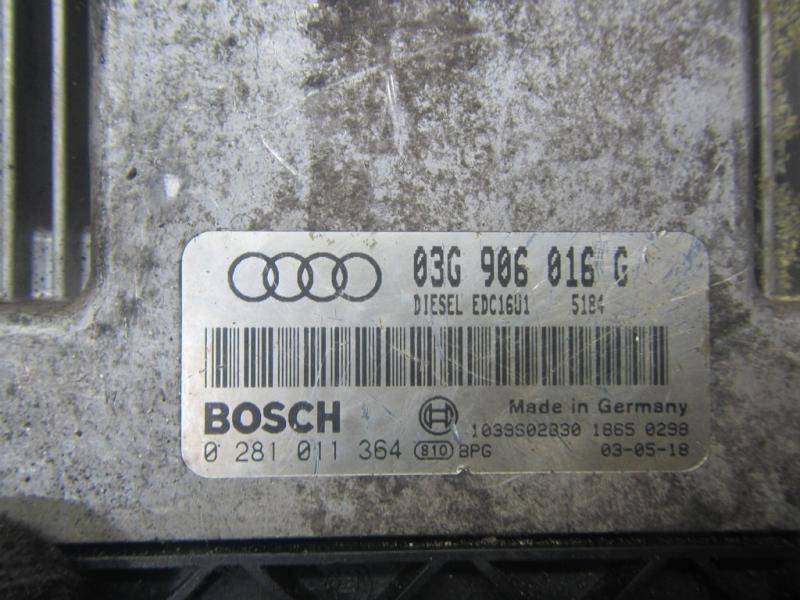 03G 906 016 G
DIESEL EDC16U1 5184
BOSCH
Made in Germany
1039S02830 1865 0298
0 281 011 364 810 BPG
03-05-18